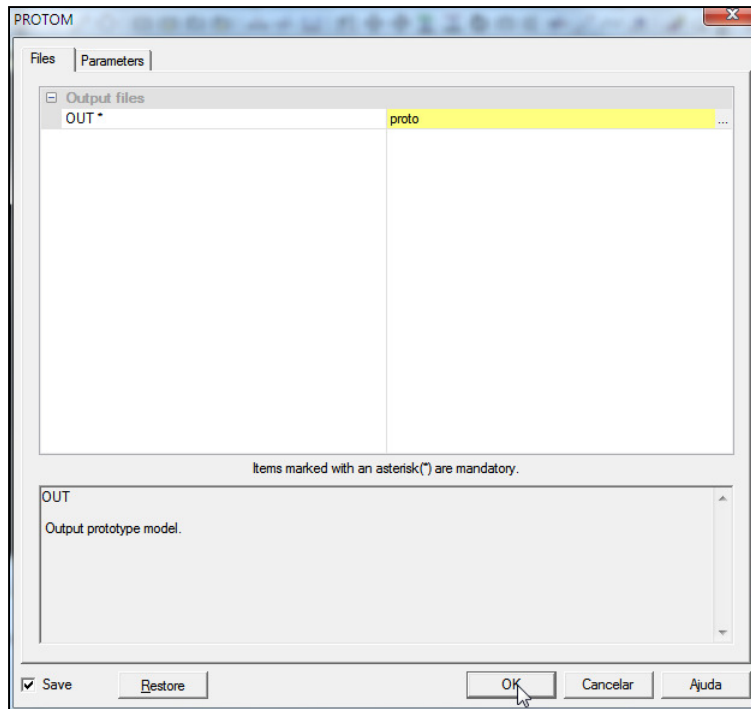 PROTOM
Files Parameters
Output files
OUT * proto ...
Items marked with an asterisk(*) are mandatory.
OUT
Output prototype model.
Save Restore OK Cancelar Ajuda